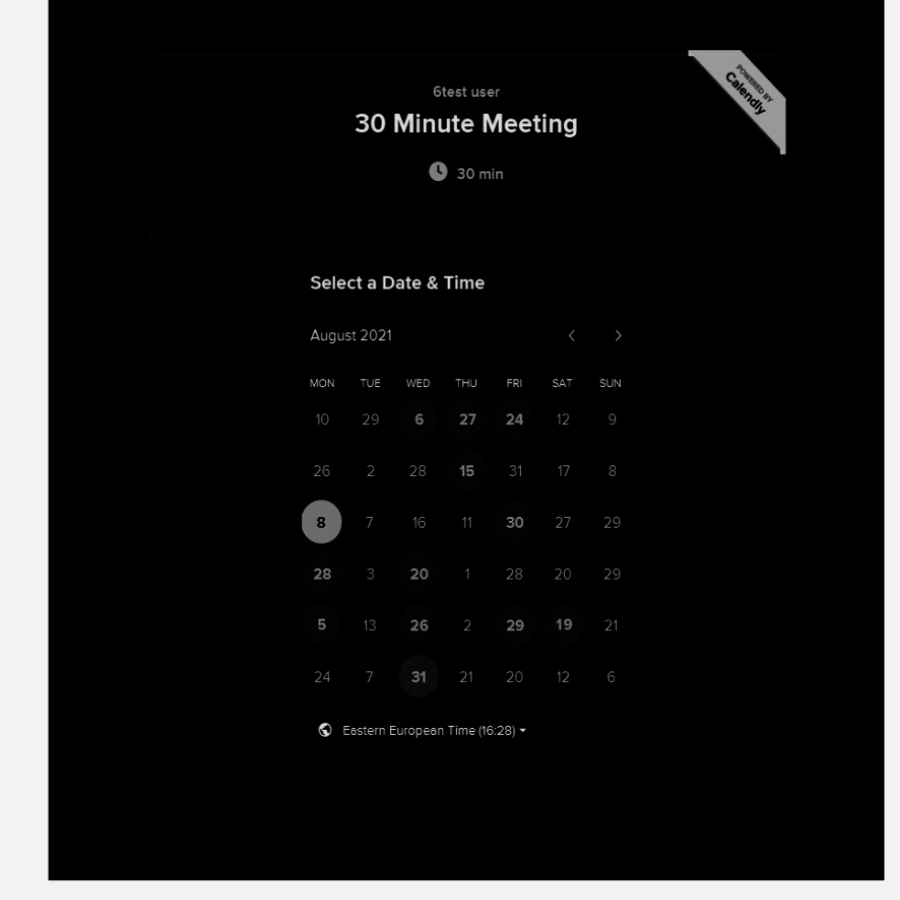 POWERED BY
Calendly
6test user
30 Minute Meeting
30 min
Select a Date & Time
August 2021
MON TUE WED THU FRI SAT SUN
10 29 6 27 24 12 9
26 2 28 15 31 17 8
8 7 16 11 30 27 29
28 3 20 1 28 20 29
5 13 26 2 29 19 21
24 7 31 21 20 12 6
Eastern European Time (16:28)